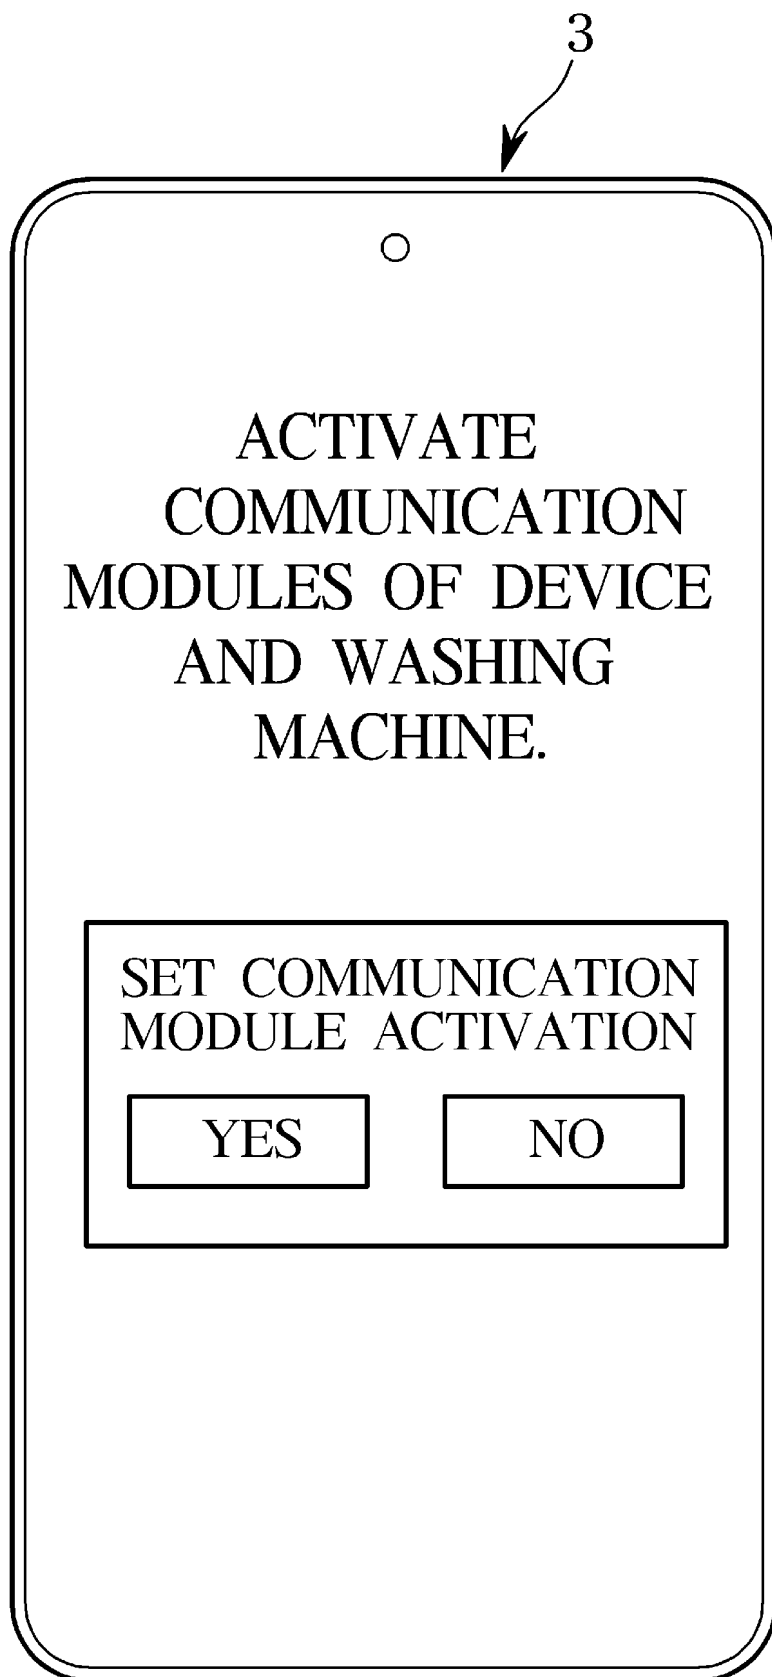 3
ACTIVATE
COMMUNICATION
MODULES OF DEVICE
AND WASHING
MACHINE.
SET COMMUNICATION
MODULE ACTIVATION
YES NO